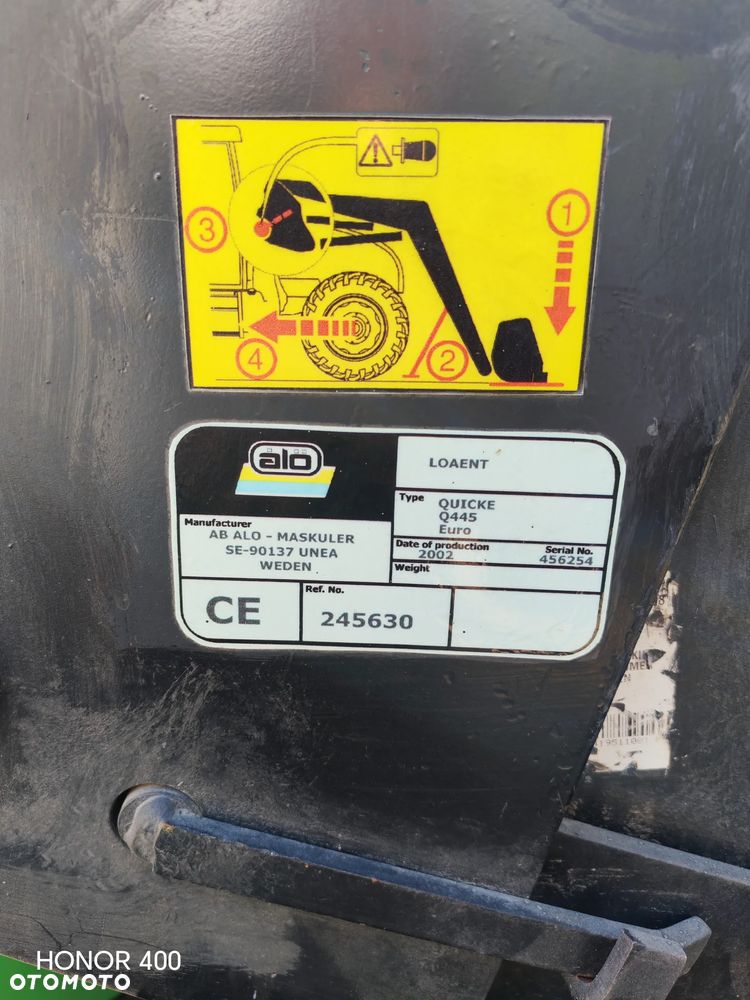 1
3
2
4
ålö
LOAENT
Type
QUICKE
Q445
Euro
Manufacturer
AB ALO - MASKULER
SE-90137 UNEA
WEDEN
Date of production
2002
Serial No.
456254
Weight
CE
Ref. No.
245630
HONOR 400
OTOMOTO